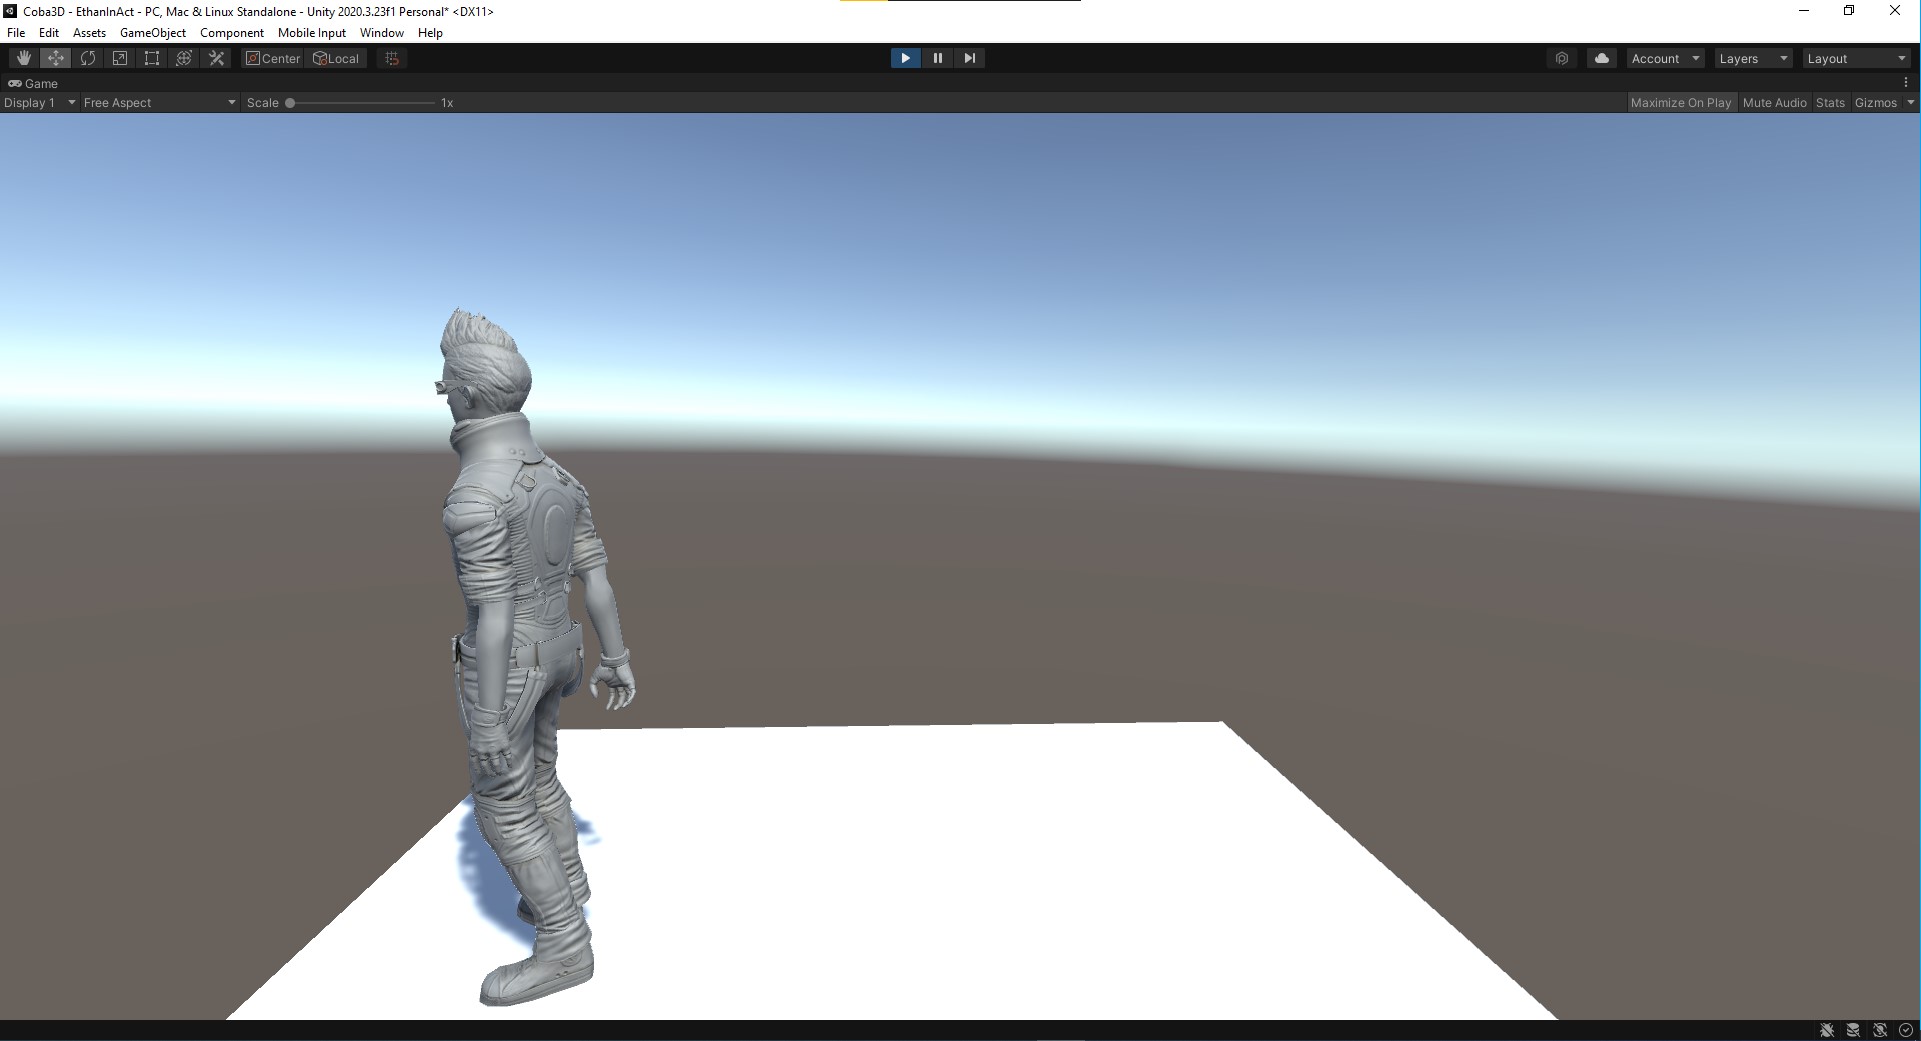 Coba3D - EthanInAct - PC, Mac & Linux Standalone - Unity 2020.3.23f1 Personal* <DX11>
File Edit Assets GameObject Component Mobile Input Window Help
Center Local Account Layers Layout
Game
Display 1 Free Aspect Scale 1x Maximize On Play Mute Audio Stats Gizmos